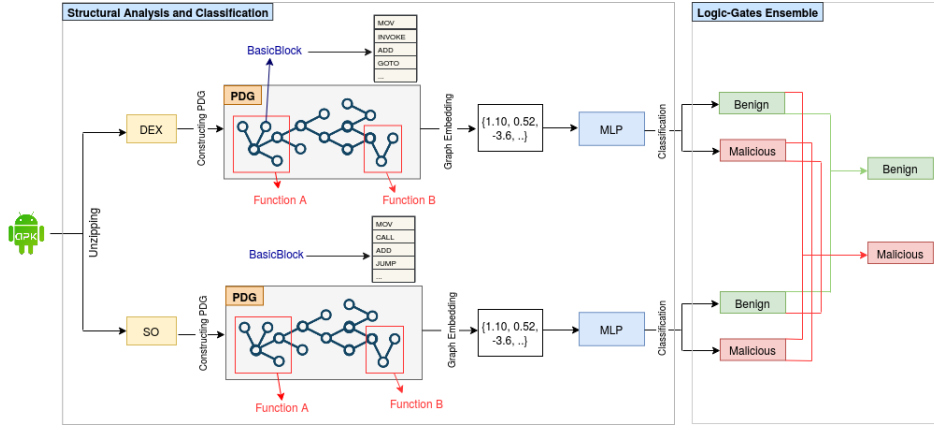 Structural Analysis and Classification
Logic-Gates Ensemble
MOV
INVOKE
ADD
GOTO
...
BasicBlock
PDG
DEX
Constructing PDG
Graph Embedding
{1.10, 0.52,
-3.6, ..}
MLP
Classification
Benign
Malicious
Function A
Function B
Benign
apk
Unzipping
MOV
CALL
ADD
JUMP
...
BasicBlock
Malicious
PDG
SO
Constructing PDG
Graph Embedding
{1.10, 0.52,
-3.6, ..}
MLP
Classification
Benign
Malicious
Function A
Function B